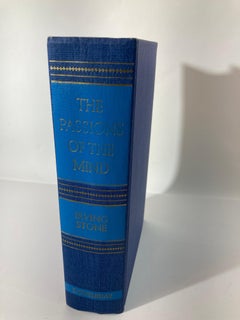 THE
PASSIONS
OF THE
MIND
IRVING
STONE